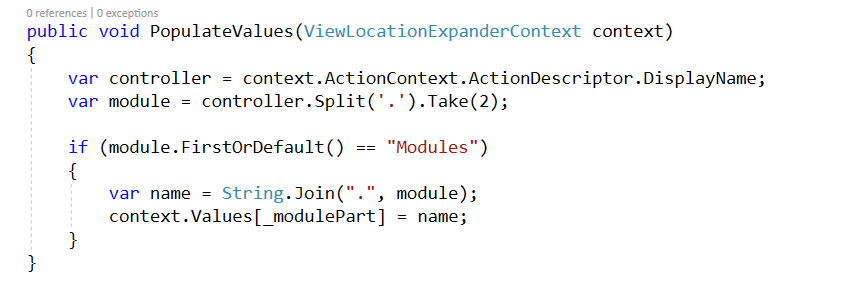 0 references | 0 exceptions
public void PopulateValues(ViewLocationExpanderContext context)
{
    var controller = context.ActionContext.ActionDescriptor.DisplayName;
    var module = controller.Split('.').Take(2);

    if (module.FirstOrDefault() == "Modules")
    {
        var name = String.Join(".", module);
        context.Values[_modulePart] = name;
    }
}